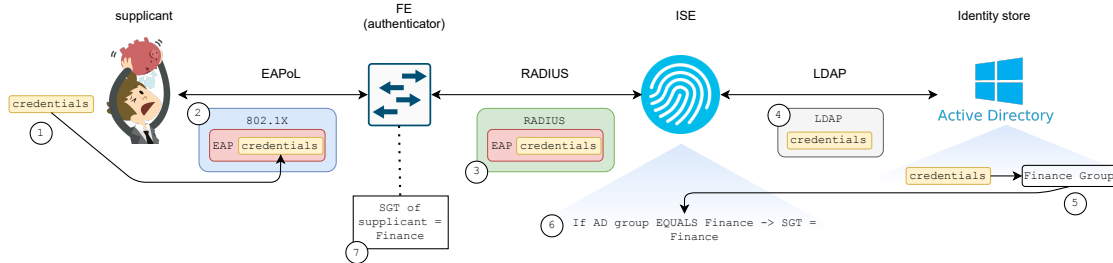 supplicant
FE
(authenticator)
ISE
Identity store
EAPoL
RADIUS
LDAP
credentials
1
2
802.1X
EAP credentials
RADIUS
EAP credentials
3
4
LDAP
credentials
Active Directory
credentials
Finance Group
5
SGT of
supplicant =
Finance
7
6
If AD group EQUALS Finance -> SGT =
Finance